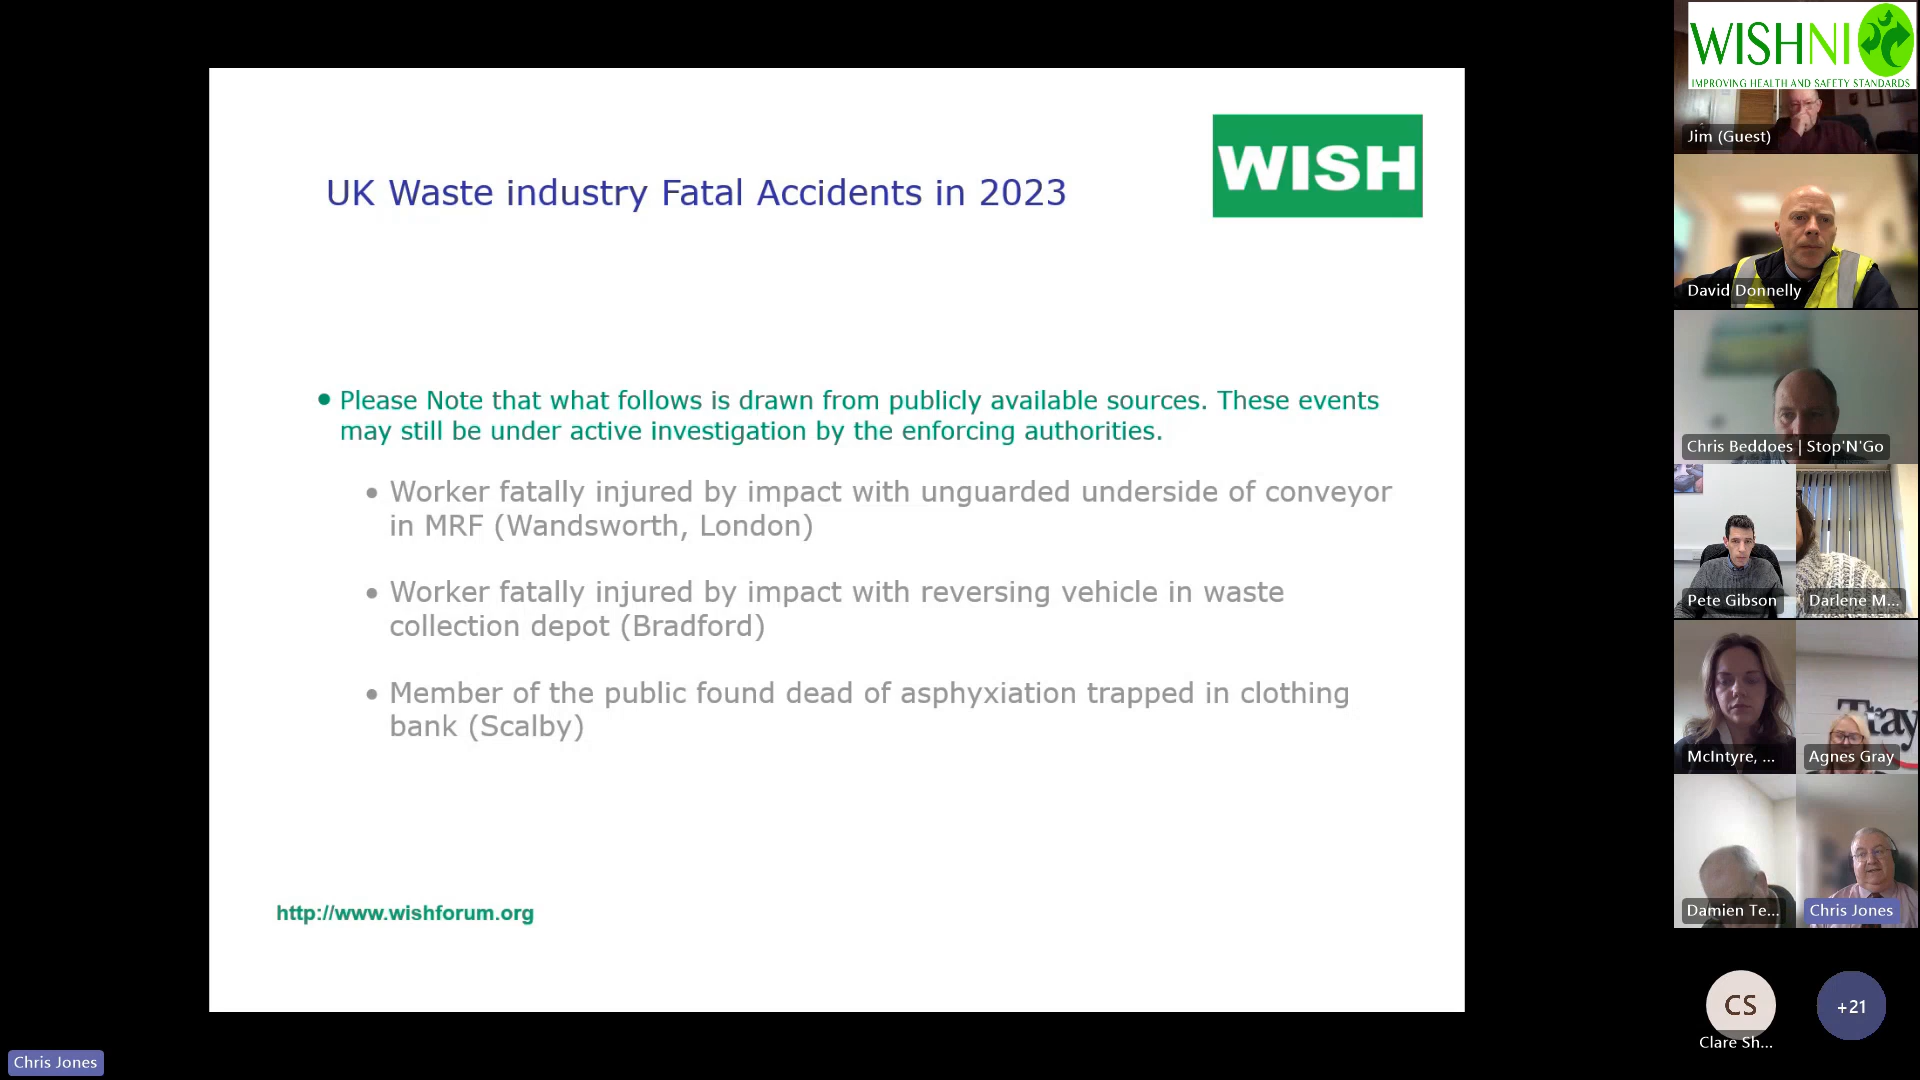 WISHNI
IMPROVING HEALTH AND SAFETY STANDARDS
Jim (Guest)
WISH
UK Waste industry Fatal Accidents in 2023
David Donnelly
• Please Note that what follows is drawn from publicly available sources. These events
may still be under active investigation by the enforcing authorities.
Chris Beddoes | Stop'N'Go
• Worker fatally injured by impact with unguarded underside of conveyor
in MRF (Wandsworth, London)
• Worker fatally injured by impact with reversing vehicle in waste
collection depot (Bradford)
Pete Gibson
Darlene M...
• Member of the public found dead of asphyxiation trapped in clothing
bank (Scalby)
Tray
McIntyre, ...
Agnes Gray
http://www.wishforum.org
Damien Te...
Chris Jones
CS
+21
Clare Sh...
Chris Jones